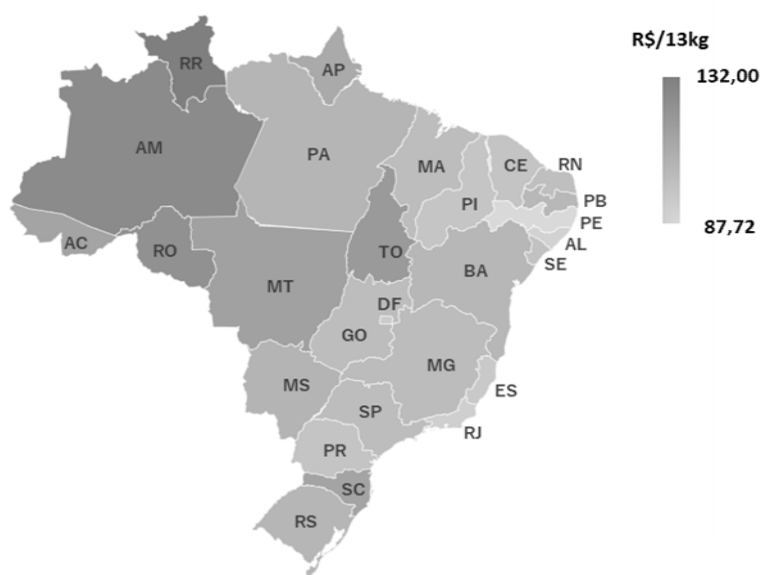 R$/13kg
132,00
87,72
RR
AP
AM
PA
MA
CE
RN
PB
PI
PE
AL
SE
AC
RO
TO
BA
MT
DF
GO
MG
MS
ES
SP
RJ
PR
SC
RS